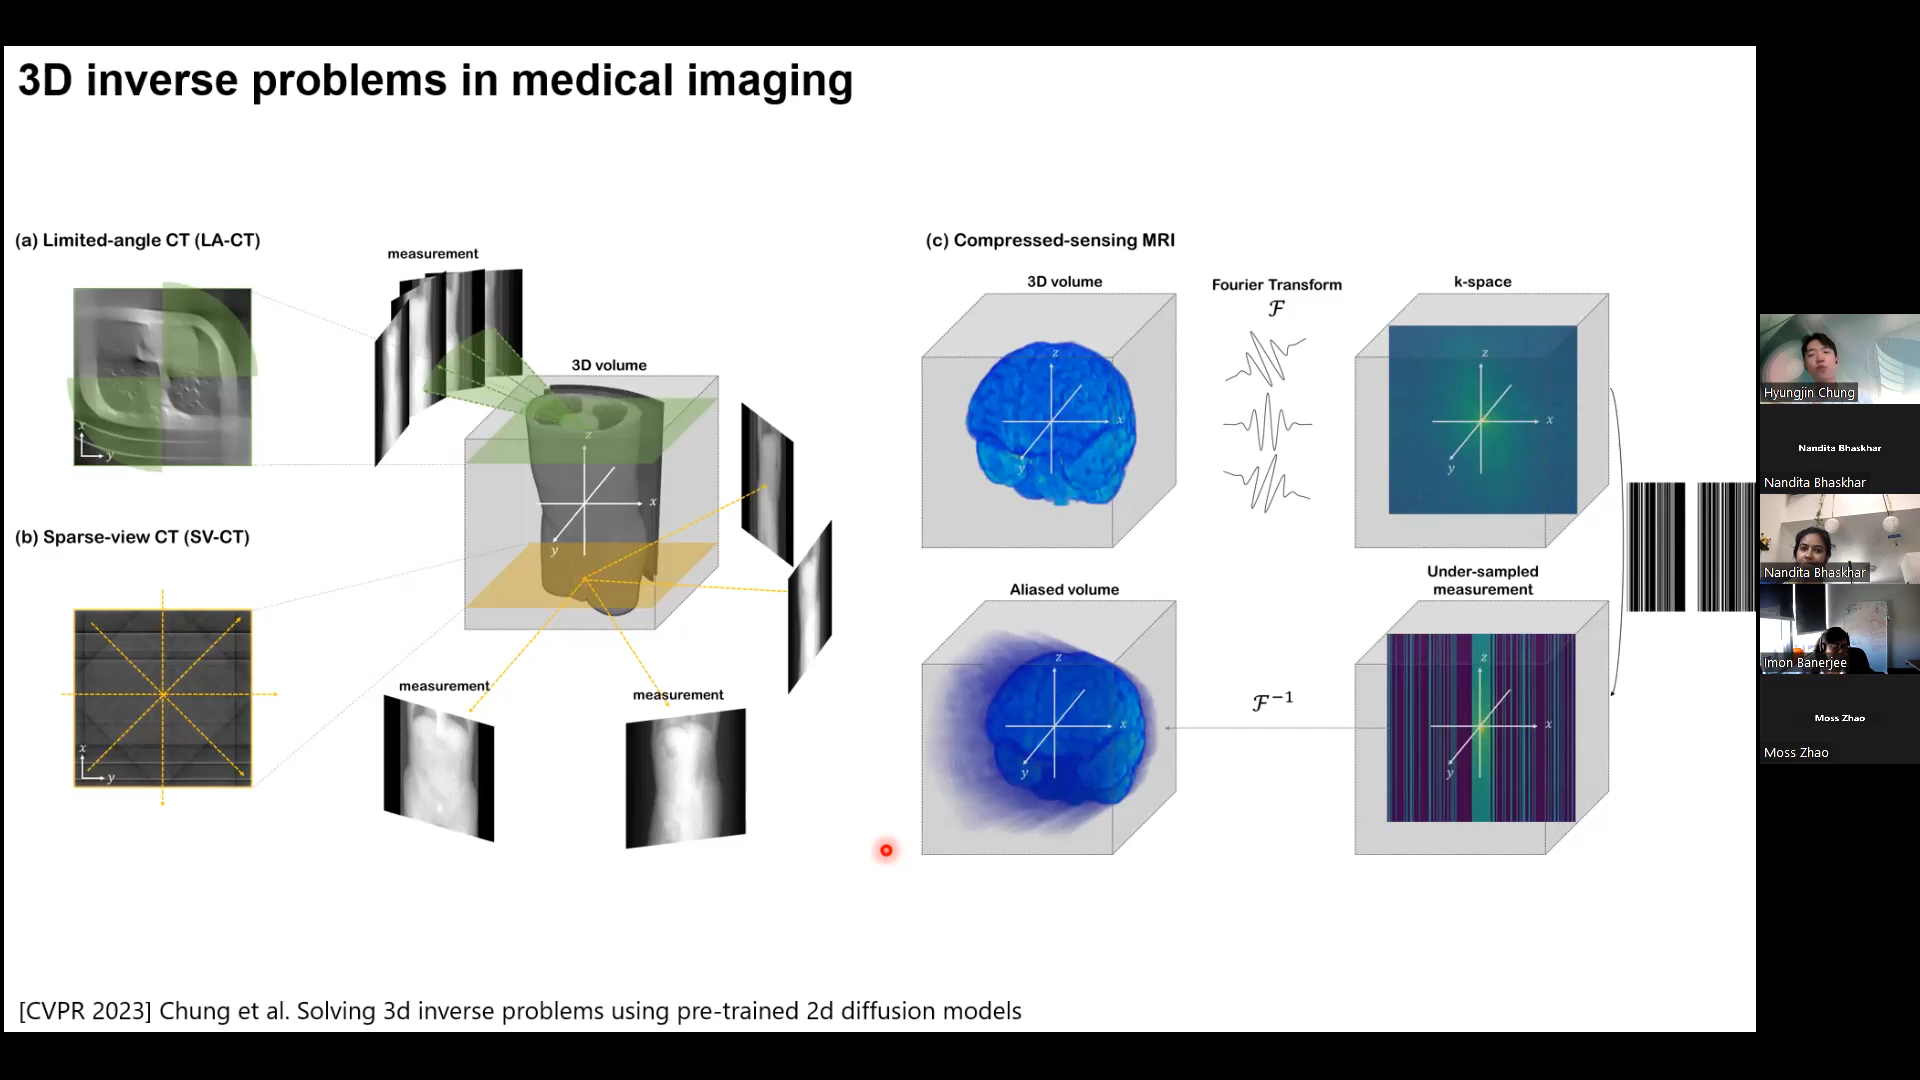 3D inverse problems in medical imaging
(a) Limited-angle CT (LA-CT)
measurement
3D volume
x
y
z
x
y
(b) Sparse-view CT (SV-CT)
x
y
measurement
measurement
(c) Compressed-sensing MRI
3D volume
z
x
y
Fourier Transform
ℱ
k-space
z
x
y
Aliased volume
z
x
y
ℱ⁻¹
Under-sampled
measurement
z
x
y
[CVPR 2023] Chung et al. Solving 3d inverse problems using pre-trained 2d diffusion models
Hyungjin Chung
Nandita Bhaskhar
Nandita Bhaskhar
Nandita Bhaskhar
Imon Banerjee
Moss Zhao
Moss Zhao